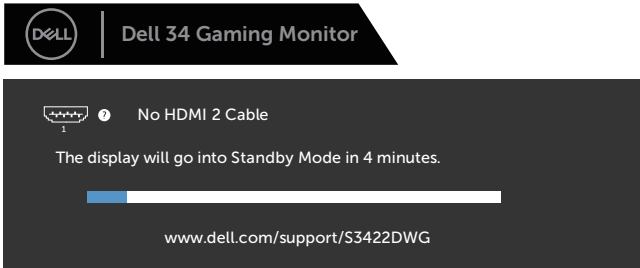 DELL
Dell 34 Gaming Monitor
? No HDMI 2 Cable
1
The display will go into Standby Mode in 4 minutes.
www.dell.com/support/S3422DWG